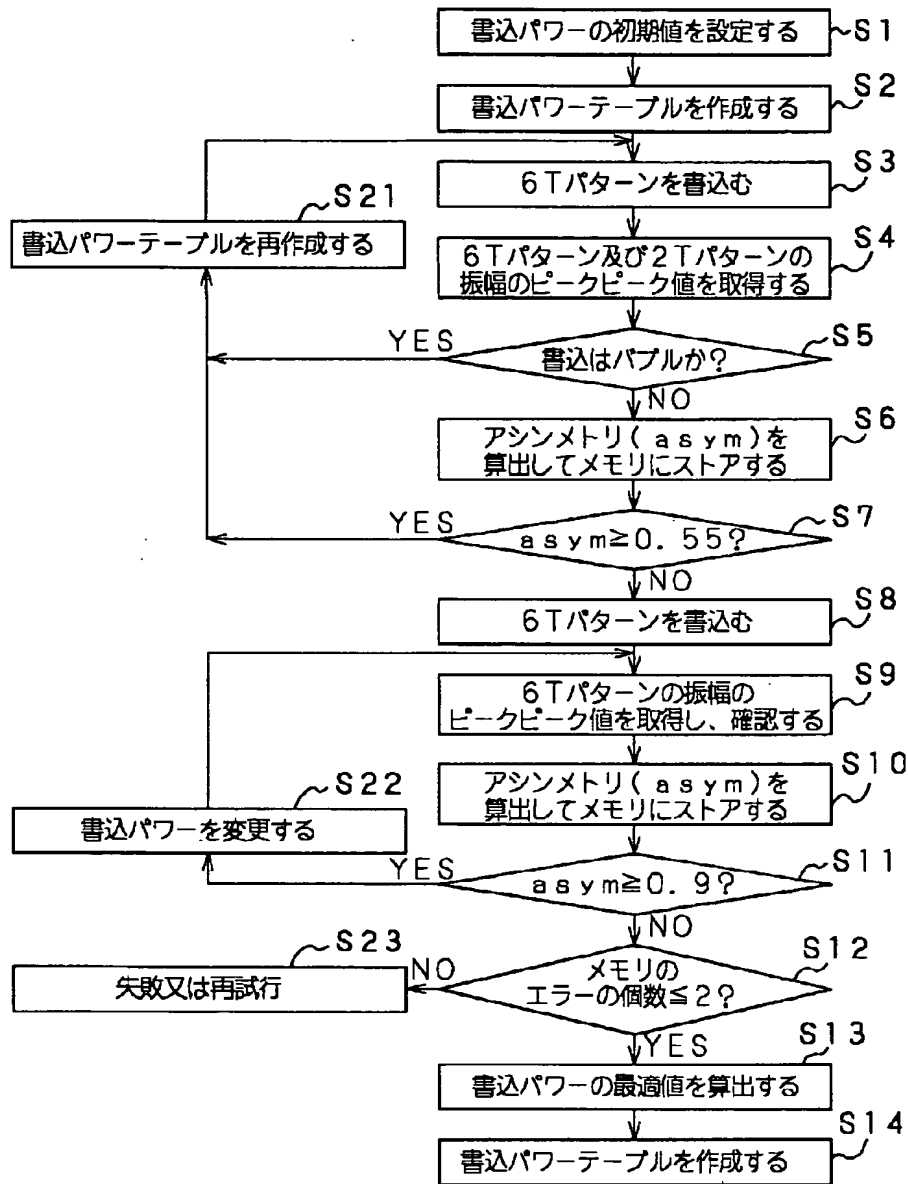 書込パワーの初期値を設定する
S1
書込パワーテーブルを作成する
S2
6Tパターンを書込む
S3
書込パワーテーブルを再作成する
S21
6Tパターン及び2Tパターンの
振幅のピークピーク値を取得する
S4
書込はバブルか?
S5
YES
NO
アシンメトリ(asym)を
算出してメモリにストアする
S6
asym≥0.55?
S7
YES
NO
6Tパターンを書込む
S8
6Tパターンの振幅の
ピークピーク値を取得し、確認する
S9
アシンメトリ(asym)を
算出してメモリにストアする
S10
書込パワーを変更する
S22
asym≧0.9?
S11
YES
NO
メモリの
エラーの個数≦2?
S12
NO
失敗又は再試行
S23
YES
書込パワーの最適値を算出する
S13
書込パワーテーブルを作成する
S14